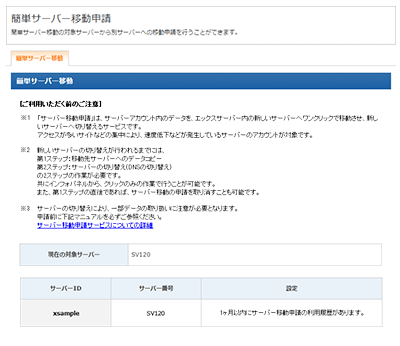 簡単サーバー移動申請
簡単サーバー移動の対象サーバーから別サーバーへの移動申請を行うことができます。
簡単サーバー移動
簡単サーバー移動
【ご利用いただく前のご注意】
※1 「サーバー移動申請」は、サーバーアカウント内のデータを、エックスサーバー内の新しいサーバーへワンクリックで移動させ、新し
いサーバーへ切り替えるサービスです。
アクセスが多いサイトなどの集中により、速度低下などが発生しているサーバーのアカウントが対象です。
※2 新しいサーバーの切り替えが行われるまでには、
第1ステップ：移動先サーバーへのデータコピー
第2ステップ：サーバーの切り替え(DNSの切り替え)
の2ステップの作業が必要です。
共にインフォパネルから、クリックのみの作業で行うことが可能です。
また、第1ステップの直後であれば、サーバー移動の申請を取り消すことも可能です。
※3 サーバーの切り替えにより、一部データの取り扱いに注意が必要となります。
申請前に下記マニュアルを必ずご参照ください。
サーバー移動申請サービスについての詳細
現在の対象サーバー SV120
サーバーID サーバー番号 設定
xsample SV120 1ヶ月以内にサーバー移動申請の利用履歴があります。